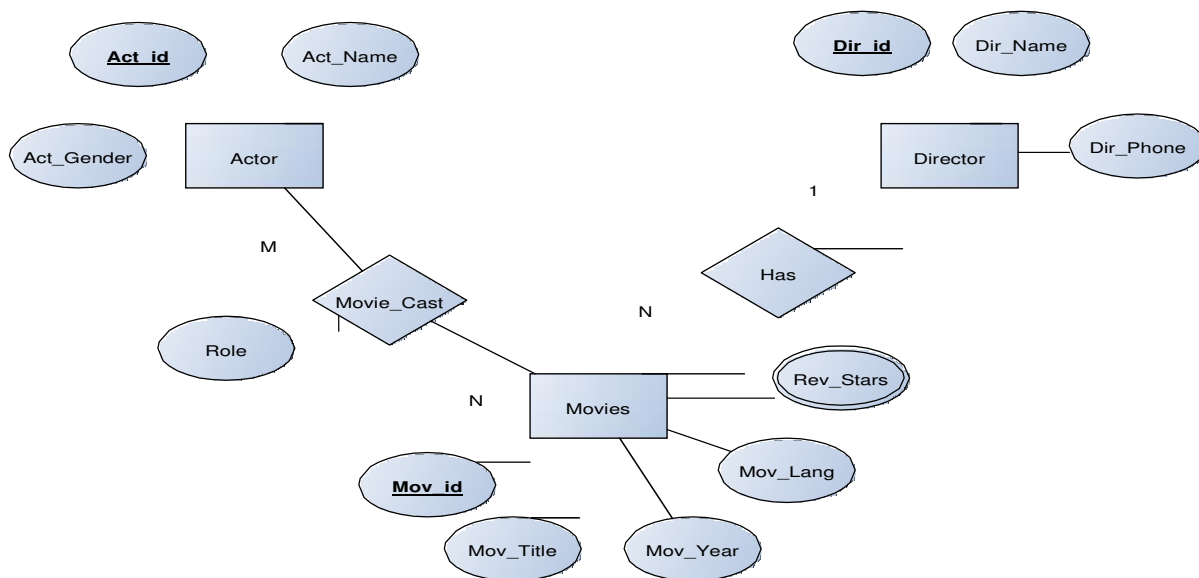 Act_id
Act_Name
Dir_id
Dir_Name
Act_Gender
Actor
Director
Dir_Phone
1
M
Has
Movie_Cast
N
Role
Rev_Stars
N
Movies
Mov_Lang
Mov_id
Mov_Title
Mov_Year